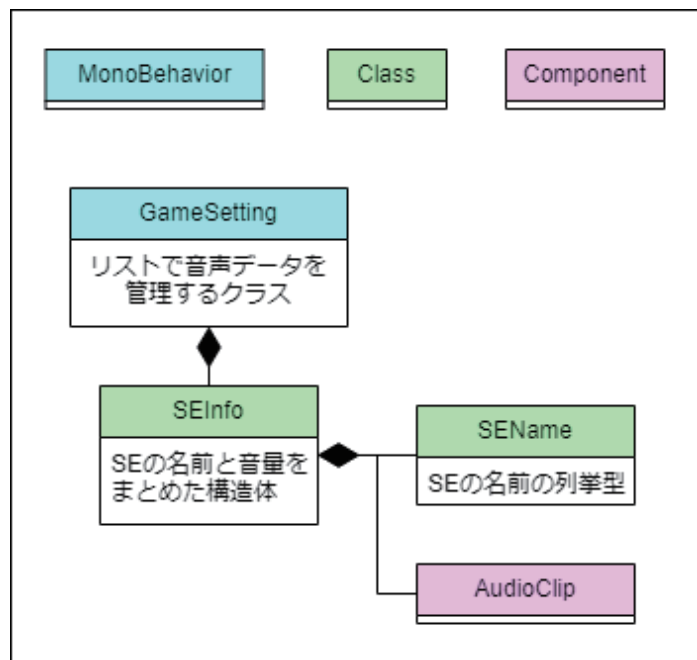 MonoBehavior
Class
Component
GameSetting
リストで音声データを
管理するクラス
SEInfo
SEの名前と音量を
まとめた構造体
SEName
SEの名前の列挙型
AudioClip